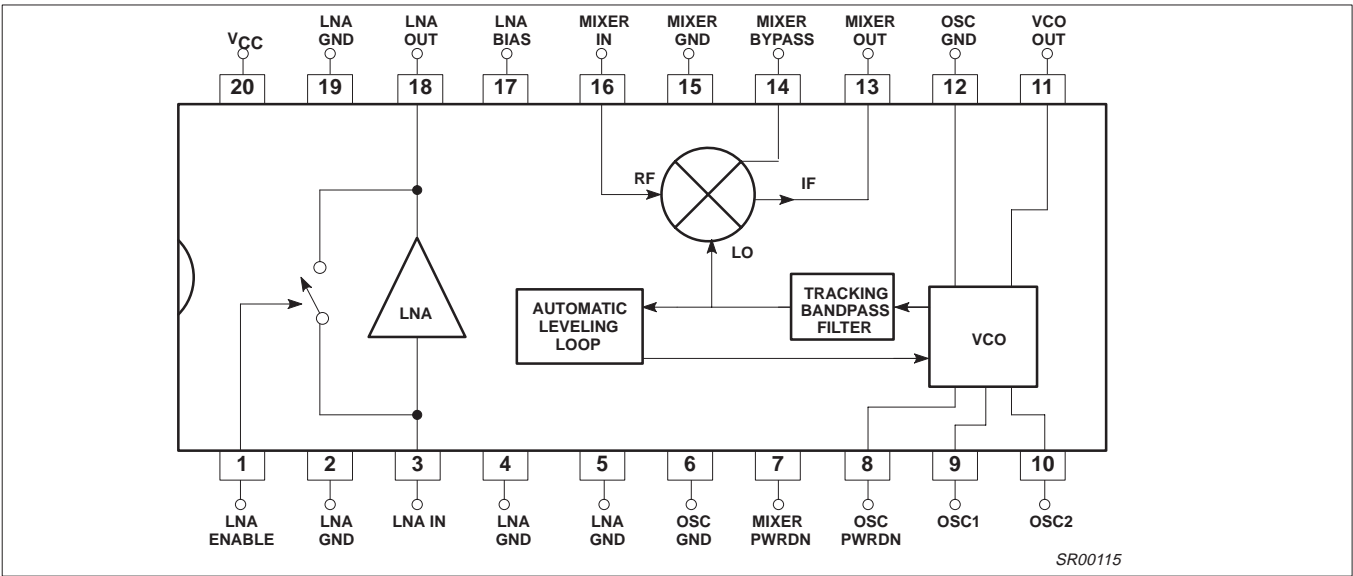 VCC
LNA
GND
LNA
OUT
LNA
BIAS
MIXER
IN
MIXER
GND
MIXER
BYPASS
MIXER
OUT
OSC
GND
VCO
OUT
20
19
18
17
16
15
14
13
12
11
RF
IF
LO
LNA
AUTOMATIC
LEVELING
LOOP
TRACKING
BANDPASS
FILTER
VCO
1
2
3
4
5
6
7
8
9
10
LNA
ENABLE
LNA
GND
LNA IN
LNA
GND
LNA
GND
OSC
GND
MIXER
PWRDN
OSC
PWRDN
OSC1
OSC2
SR00115